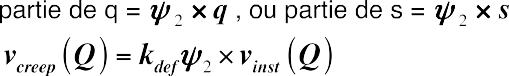 partie de q = ψ₂ × q , ou partie de s = ψ₂ × s
v_creep (Q) = k_def ψ₂ × v_inst (Q)